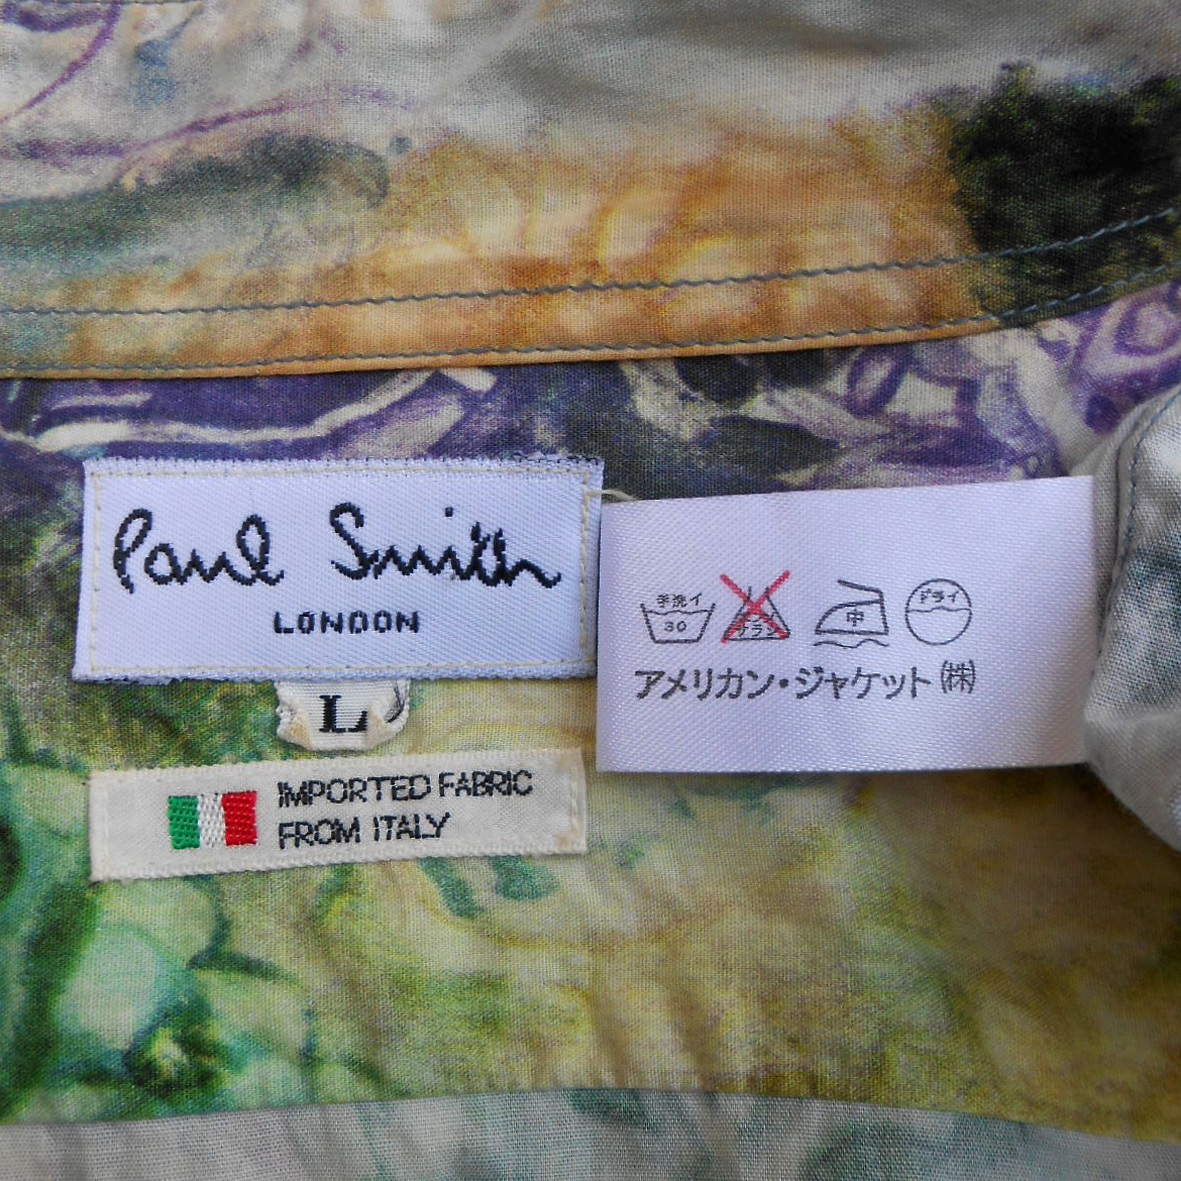 Paul Smith
LONDON
L
IMPORTED FABRIC
FROM ITALY
手洗イ
30
中
ドライ
アメリカン・ジャケット㈱